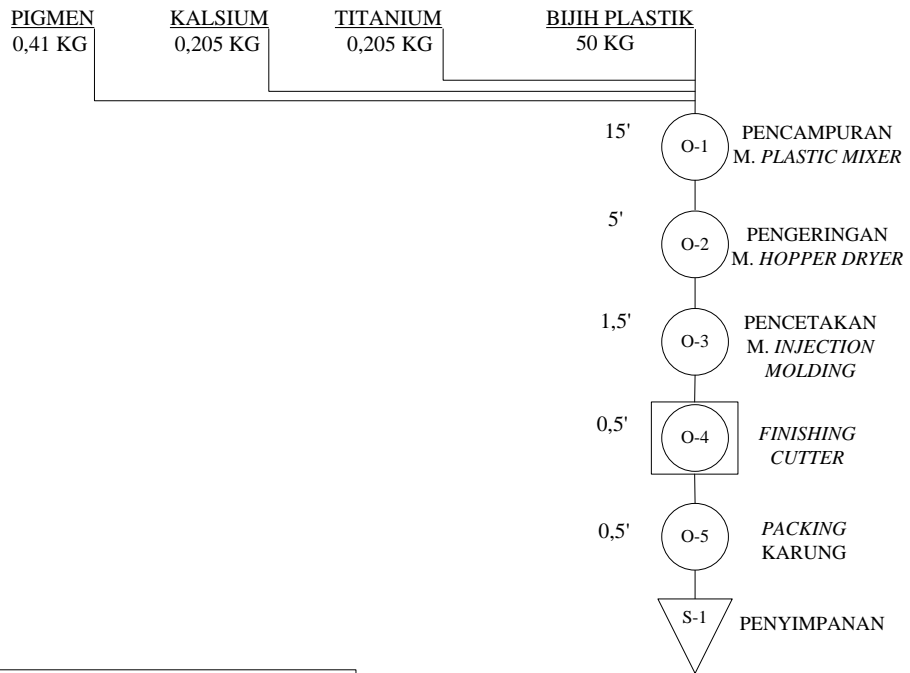 PIGMEN
0,41 KG
KALSIUM
0,205 KG
TITANIUM
0,205 KG
BIJIH PLASTIK
50 KG
15'
O-1
PENCAMPURAN
M. PLASTIC MIXER
5'
O-2
PENGERINGAN
M. HOPPER DRYER
1,5'
O-3
PENCETAKAN
M. INJECTION
MOLDING
0,5'
O-4
FINISHING
CUTTER
0,5'
O-5
PACKING
KARUNG
S-1
PENYIMPANAN